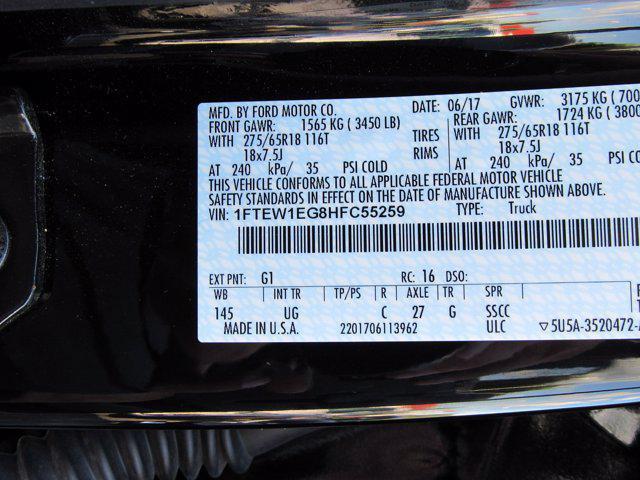 MFD. BY FORD MOTOR CO. DATE: 06/17 GVWR: 3175 KG ( 700
FRONT GAWR: 1565 KG ( 3450 LB) REAR GAWR: 1724 KG ( 3800
WITH 275/65R18 116T TIRES WITH 275/65R18 116T
18x7.5J RIMS 18x7.5J
AT 240 kPa/ 35 PSI COLD AT 240 kPa/ 35 PSI CO
THIS VEHICLE CONFORMS TO ALL APPLICABLE FEDERAL MOTOR VEHICLE
SAFETY STANDARDS IN EFFECT ON THE DATE OF MANUFACTURE SHOWN ABOVE.
VIN: 1FTEW1EG8HFC55259 TYPE: Truck
EXT PNT: G1 RC: 16 DSO:
WB INT TR TP/PS R AXLE TR SPR
145 UG C 27 G SSCC
MADE IN U.S.A. 2201706113962 ULC ▽5U5A-3520472-